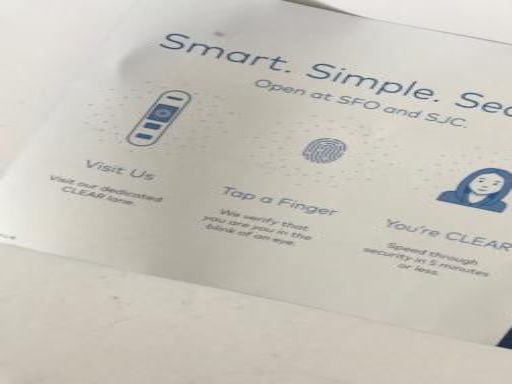 Smart. Simple. Sec
Open at SFO and SJC.
Visit Us
Visit our dedicated
CLEAR lane.
Tap a Finger
We verify that
you are you in the
blink of an eye.
You're CLEAR
Speed through
security in 5 minutes
or less.